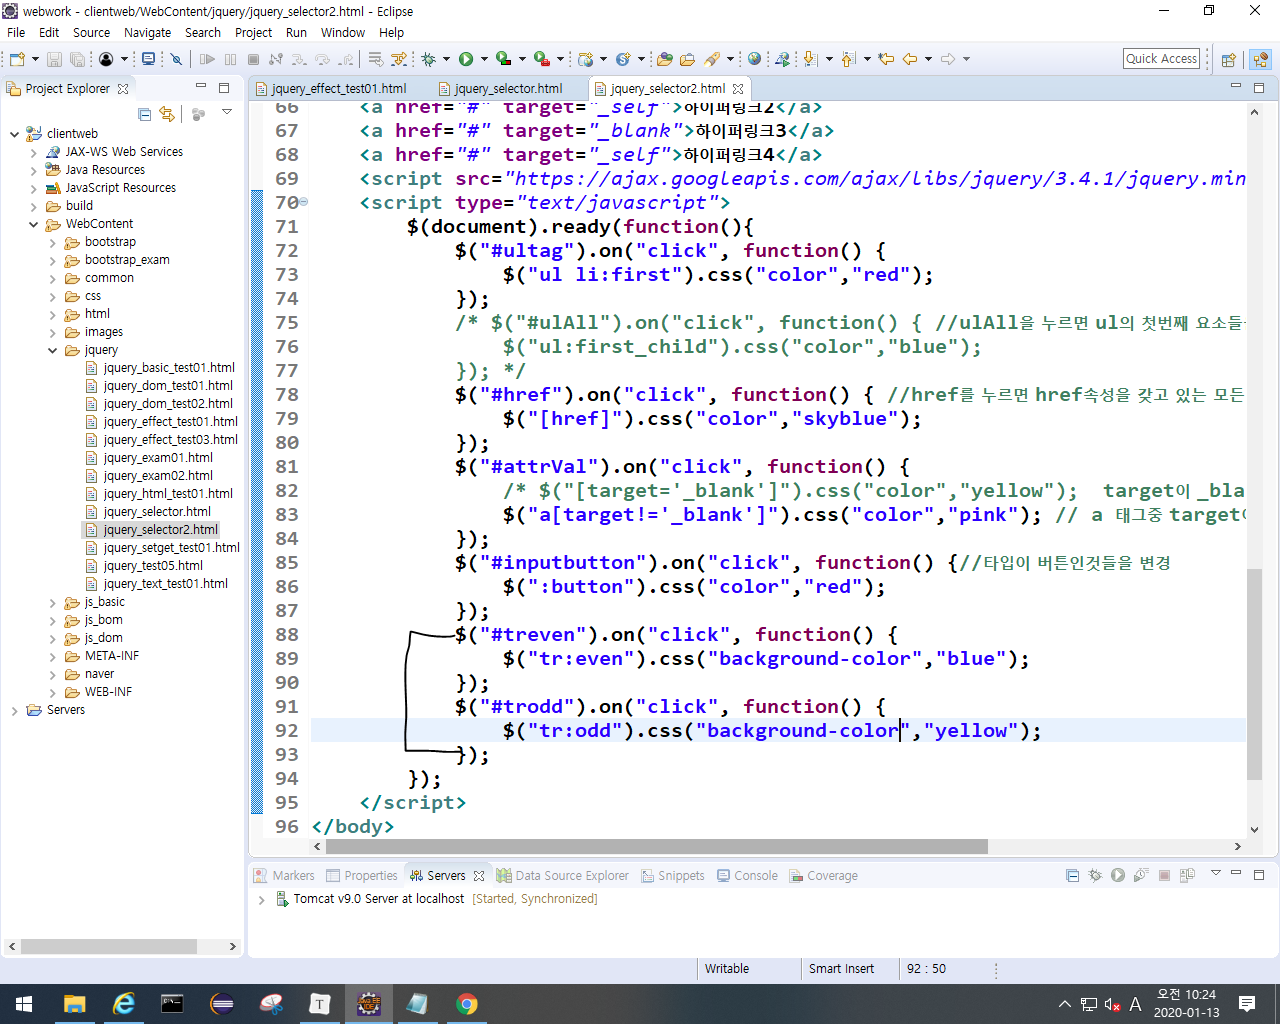 webwork - clientweb/WebContent/jquery/jquery_selector2.html - Eclipse
File Edit Source Navigate Search Project Run Window Help
Quick Access
Project Explorer
jquery_effect_test01.html
jquery_selector.html
jquery_selector2.html
clientweb
JAX-WS Web Services
Java Resources
JavaScript Resources
build
WebContent
bootstrap
bootstrap_exam
common
css
html
images
jquery
jquery_basic_test01.html
jquery_dom_test01.html
jquery_dom_test02.html
jquery_effect_test01.html
jquery_effect_test03.html
jquery_exam01.html
jquery_exam02.html
jquery_html_test01.html
jquery_selector.html
jquery_selector2.html
jquery_setget_test01.html
jquery_test05.html
jquery_text_test01.html
js_basic
js_bom
js_dom
META-INF
naver
WEB-INF
Servers
66 <a href="#" target="_self">하이퍼링크2</a>
67 <a href="#" target="_blank">하이퍼링크3</a>
68 <a href="#" target="_self">하이퍼링크4</a>
69 <script src="https://ajax.googleapis.com/ajax/libs/jquery/3.4.1/jquery.min
70 <script type="text/javascript">
71 $(document).ready(function(){
72 $("#ultag").on("click", function() {
73 $("ul li:first").css("color","red");
74 });
75 /* $("#ulAll").on("click", function() { //ulAll을 누르면 ul의 첫번째 요소들
76 $("ul:first_child").css("color","blue");
77 }); */
78 $("#href").on("click", function() { //href를 누르면 href속성을 갖고 있는 모든
79 $("[href]").css("color","skyblue");
80 });
81 $("#attrVal").on("click", function() {
82 /* $("[target='_blank']").css("color","yellow"); target이 _bla
83 $("a[target!='_blank']").css("color","pink"); // a 태그중 target이
84 });
85 $("#inputbutton").on("click", function() {//타입이 버튼인것들을 변경
86 $(":button").css("color","red");
87 });
88 $("#treven").on("click", function() {
89 $("tr:even").css("background-color","blue");
90 });
91 $("#trodd").on("click", function() {
92 $("tr:odd").css("background-color","yellow");
93 });
94 });
95 </script>
96 </body>
Markers Properties Servers Data Source Explorer Snippets Console Coverage
Tomcat v9.0 Server at localhost [Started, Synchronized]
Writable Smart Insert 92 : 50
T
A
오전 10:24
2020-01-13